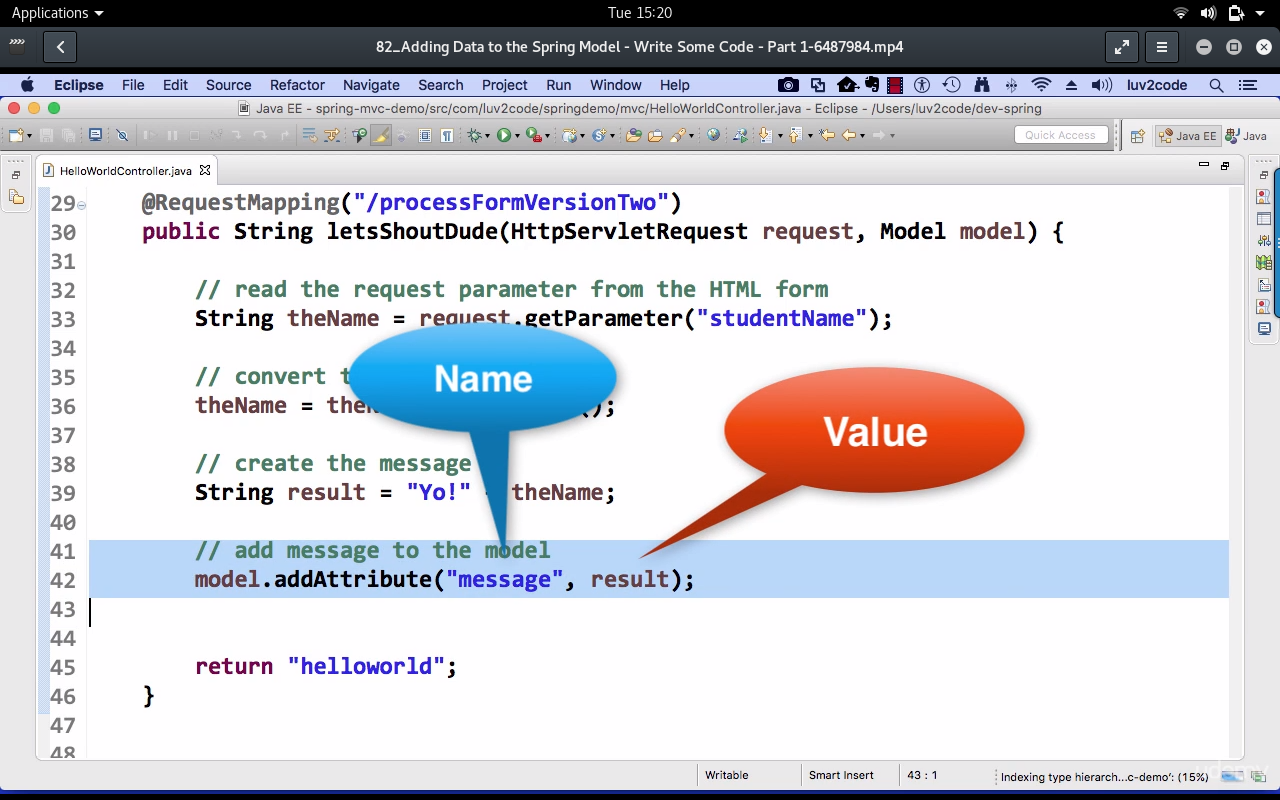 Applications
Tue 15:20
82_Adding Data to the Spring Model - Write Some Code - Part 1-6487984.mp4
Eclipse File Edit Source Refactor Navigate Search Project Run Window Help luv2code
Java EE - spring-mvc-demo/src/com/luv2code/springdemo/mvc/HelloWorldController.java - Eclipse - /Users/luv2code/dev-spring
Quick Access Java EE Java
HelloWorldController.java
29 @RequestMapping("/processFormVersionTwo")
30 public String letsShoutDude(HttpServletRequest request, Model model) {
31
32 // read the request parameter from the HTML form
33 String theName = request.getParameter("studentName");
34
Name
35 // convert
36 theName = ();
Value
37
38 // create the message
39 String result = "Yo!" theName;
40
41 // add message to the model
42 model.addAttribute("message", result);
43
44
45 return "helloworld";
46 }
47
48
Writable Smart Insert 43 : 1 Indexing type hierarch...c-demo': (15%)
udemy